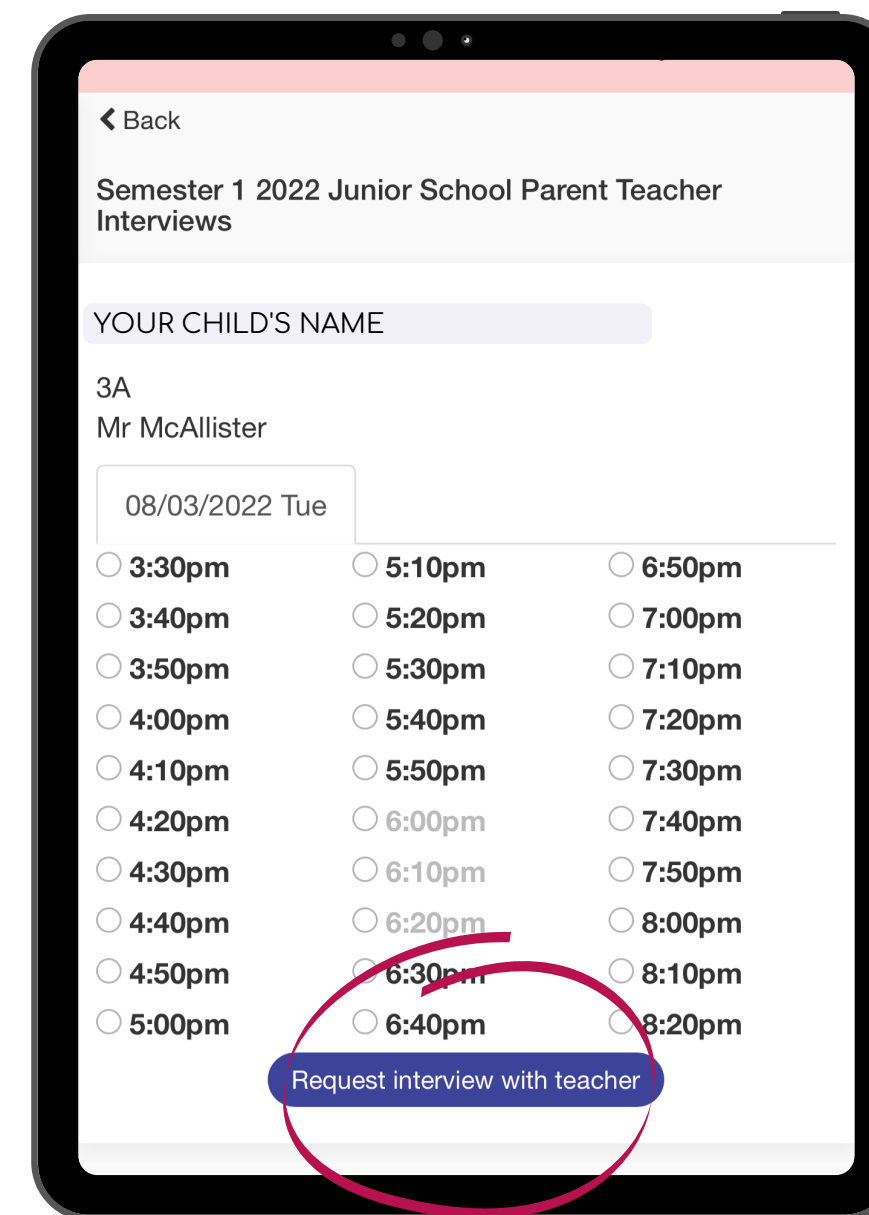 Back
Semester 1 2022 Junior School Parent Teacher
Interviews
YOUR CHILD'S NAME
3A
Mr McAllister
08/03/2022 Tue
3:30pm 5:10pm 6:50pm
3:40pm 5:20pm 7:00pm
3:50pm 5:30pm 7:10pm
4:00pm 5:40pm 7:20pm
4:10pm 5:50pm 7:30pm
4:20pm 6:00pm 7:40pm
4:30pm 6:10pm 7:50pm
4:40pm 6:20pm 8:00pm
4:50pm 6:30pm 8:10pm
5:00pm 6:40pm 8:20pm
Request interview with teacher